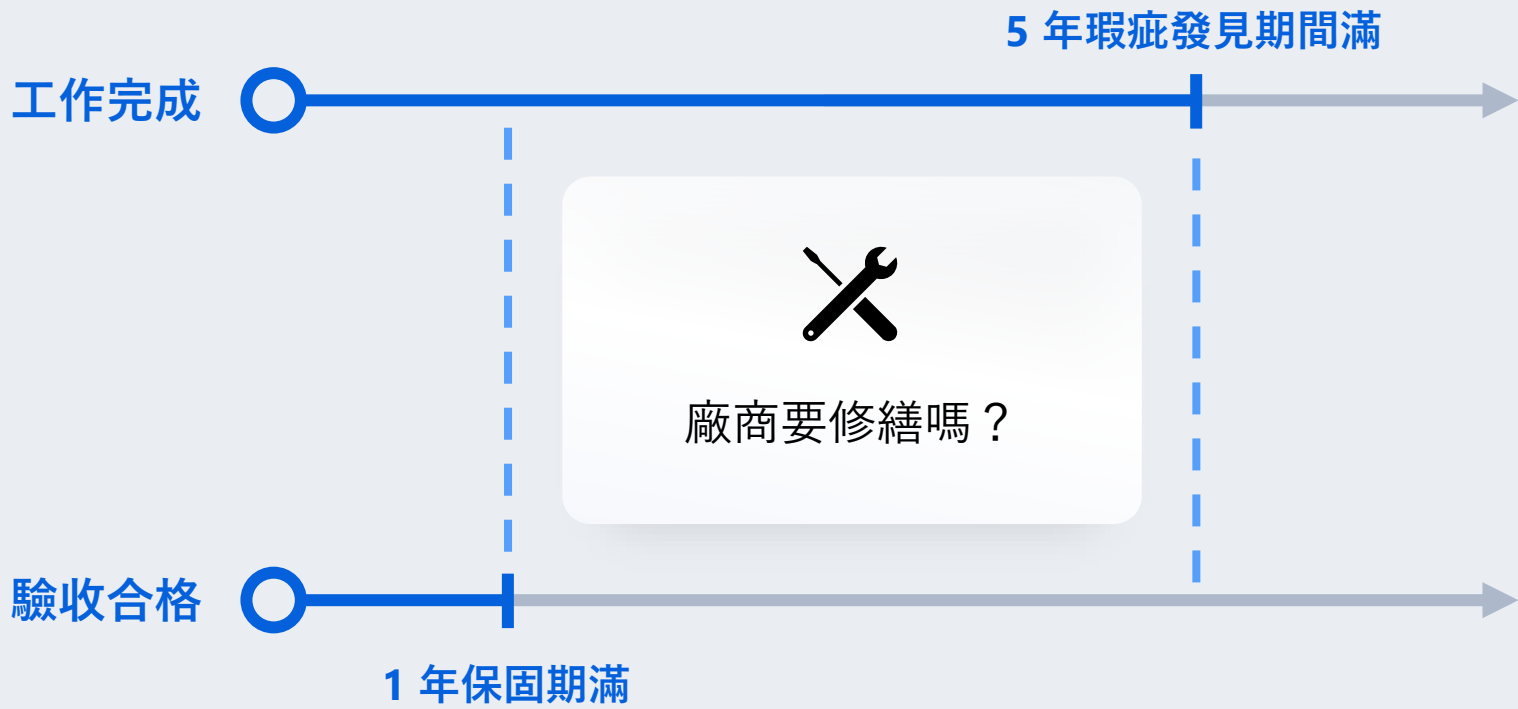 5 年瑕疵發見期間滿
工作完成
廠商要修繕嗎？
驗收合格
1 年保固期滿